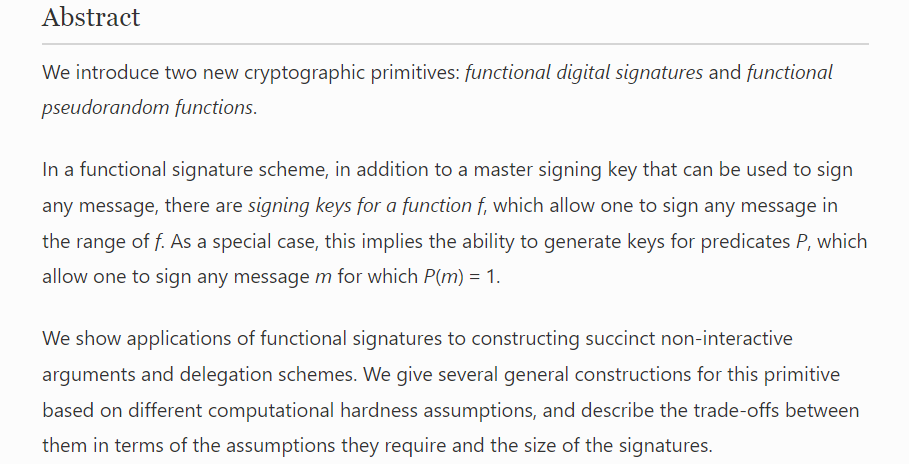 Abstract
We introduce two new cryptographic primitives: functional digital signatures and functional
pseudorandom functions.
In a functional signature scheme, in addition to a master signing key that can be used to sign
any message, there are signing keys for a function f, which allow one to sign any message in
the range of f. As a special case, this implies the ability to generate keys for predicates P, which
allow one to sign any message m for which P(m) = 1.
We show applications of functional signatures to constructing succinct non-interactive
arguments and delegation schemes. We give several general constructions for this primitive
based on different computational hardness assumptions, and describe the trade-offs between
them in terms of the assumptions they require and the size of the signatures.